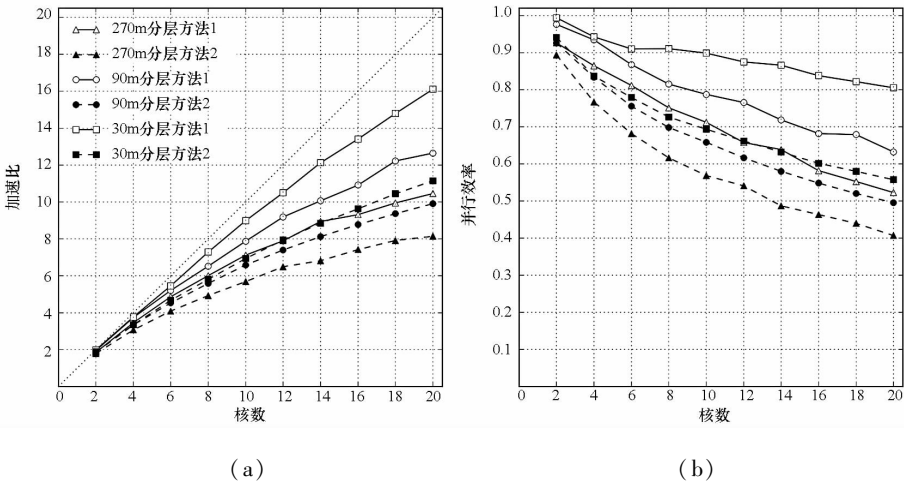 20
18
16
14
12
10
8
6
4
2
加速比
270m分层方法1
270m分层方法2
90m分层方法1
90m分层方法2
30m分层方法1
30m分层方法2
0 2 4 6 8 10 12 14 16 18 20
核数
(a)
1.0
0.9
0.8
0.7
0.6
0.5
0.4
0.3
0.2
0.1
并行效率
0 2 4 6 8 10 12 14 16 18 20
核数
(b)